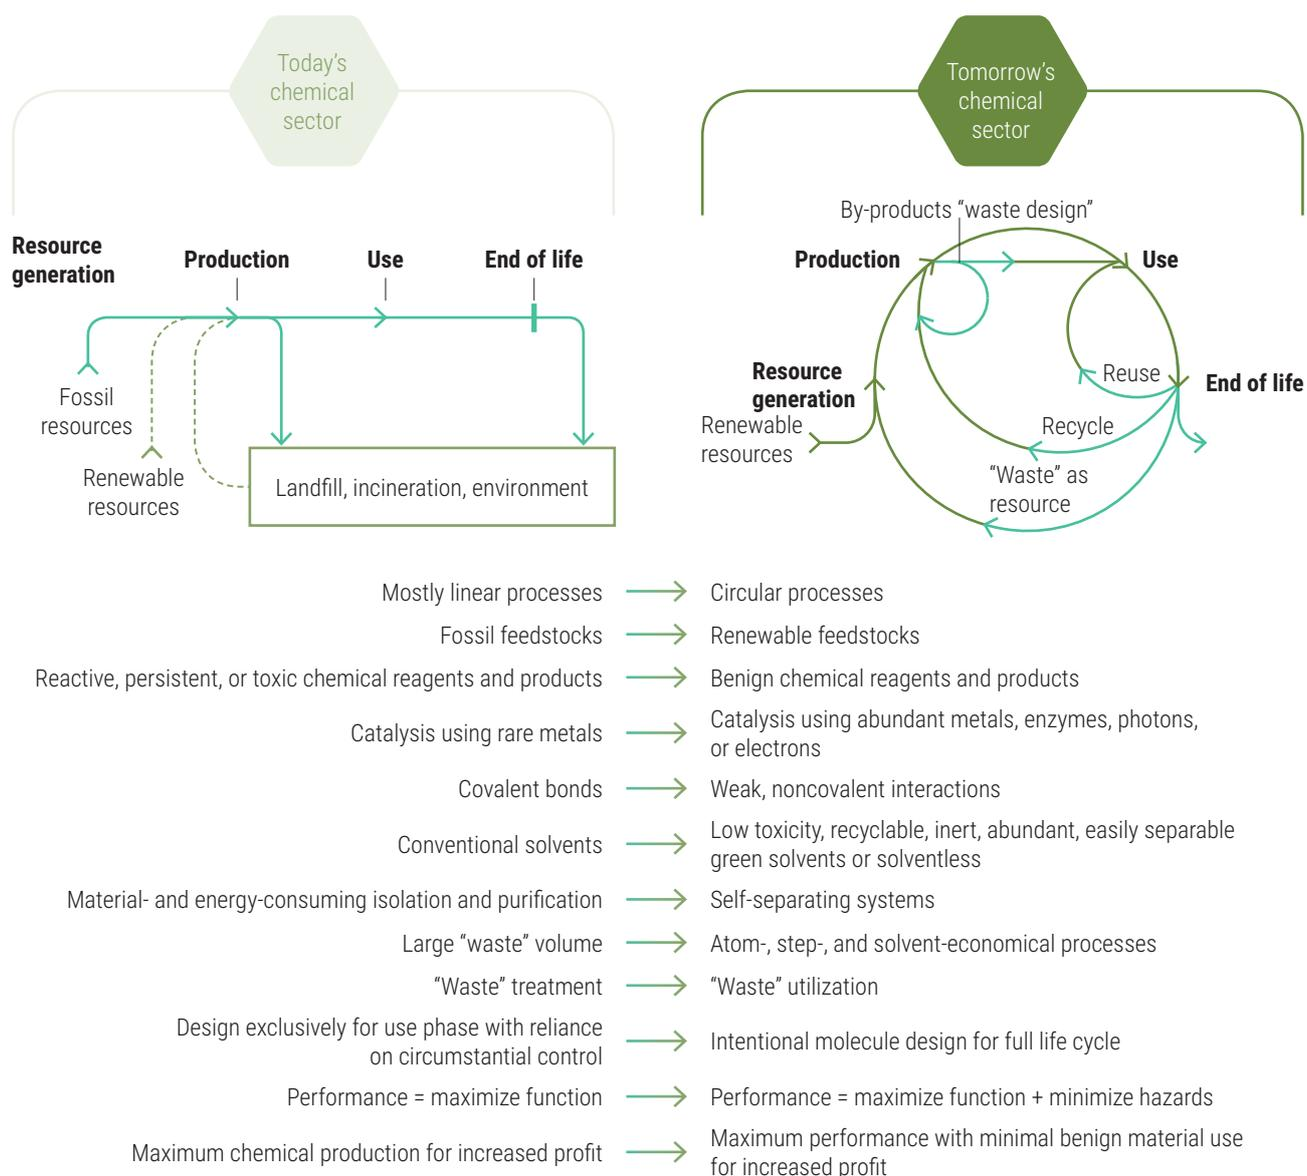 Today’s
chemical
sector
Tomorrow’s
chemical
sector
Resource
generation
Production
Use
End of life
Fossil
resources
Renewable
resources
Landfill, incineration, environment
By-products “waste design”
Production
Use
Resource
generation
Renewable
resources
Reuse
End of life
Recycle
“Waste” as
resource
Mostly linear processes
Circular processes
Fossil feedstocks
Renewable feedstocks
Reactive, persistent, or toxic chemical reagents and products
Benign chemical reagents and products
Catalysis using rare metals
Catalysis using abundant metals, enzymes, photons,
or electrons
Covalent bonds
Weak, noncovalent interactions
Conventional solvents
Low toxicity, recyclable, inert, abundant, easily separable
green solvents or solventless
Material- and energy-consuming isolation and purification
Self-separating systems
Large “waste” volume
Atom-, step-, and solvent-economical processes
“Waste” treatment
“Waste” utilization
Design exclusively for use phase with reliance
on circumstantial control
Intentional molecule design for full life cycle
Performance = maximize function
Performance = maximize function + minimize hazards
Maximum chemical production for increased profit
Maximum performance with minimal benign material use
for increased profit